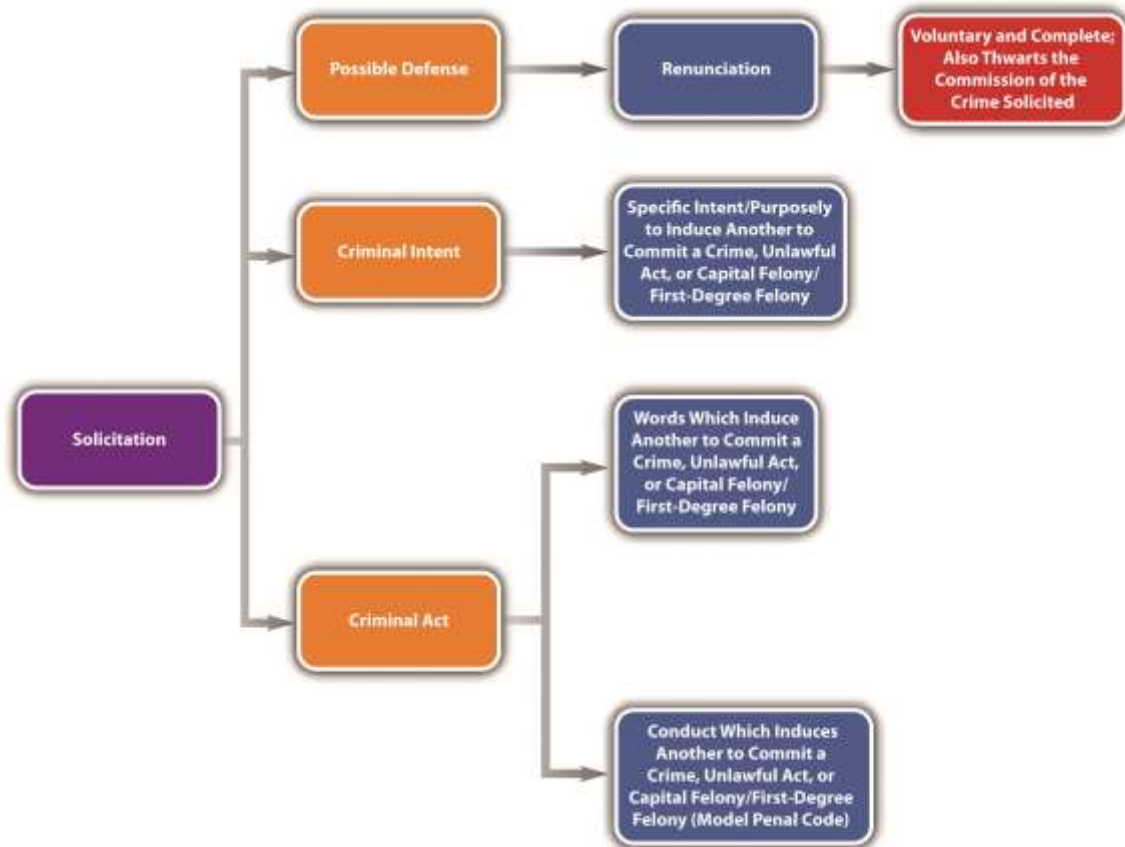 Possible Defense
Renunciation
Voluntary and Complete;
Also Thwarts the
Commission of the
Crime Solicited
Criminal Intent
Specific Intent/Purposely
to Induce Another to
Commit a Crime, Unlawful
Act, or Capital Felony/
First-Degree Felony
Solicitation
Words Which Induce
Another to Commit a
Crime, Unlawful Act,
or Capital Felony/
First-Degree Felony
Criminal Act
Conduct Which Induces
Another to Commit a
Crime, Unlawful Act, or
Capital Felony/First-Degree
Felony (Model Penal Code)